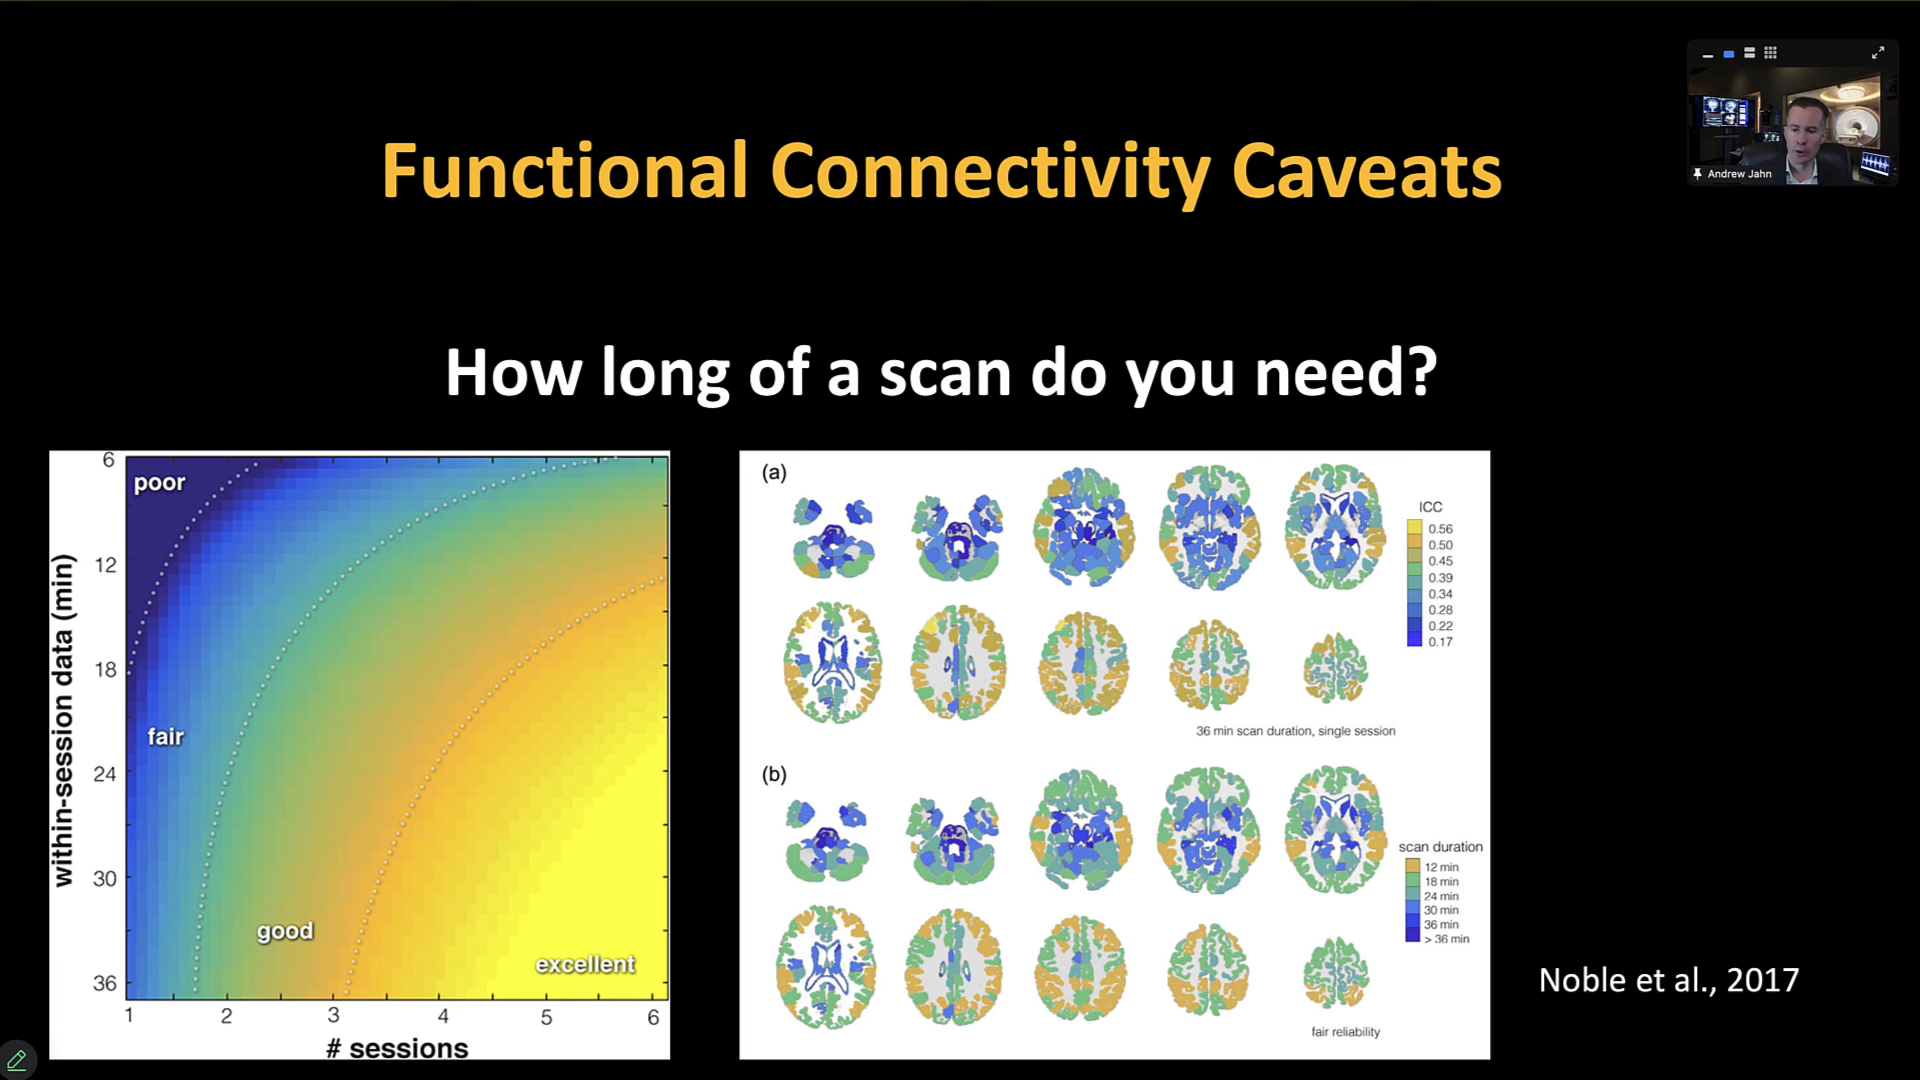 Functional Connectivity Caveats
Andrew Jahn
How long of a scan do you need?
within-session data (min)
6
12
18
24
30
36
poor
fair
good
excellent
1 2 3 4 5 6
# sessions
(a)
ICC
0.56
0.50
0.45
0.39
0.34
0.28
0.22
0.17
36 min scan duration, single session
(b)
scan duration
12 min
18 min
24 min
30 min
36 min
> 36 min
fair reliability
Noble et al., 2017